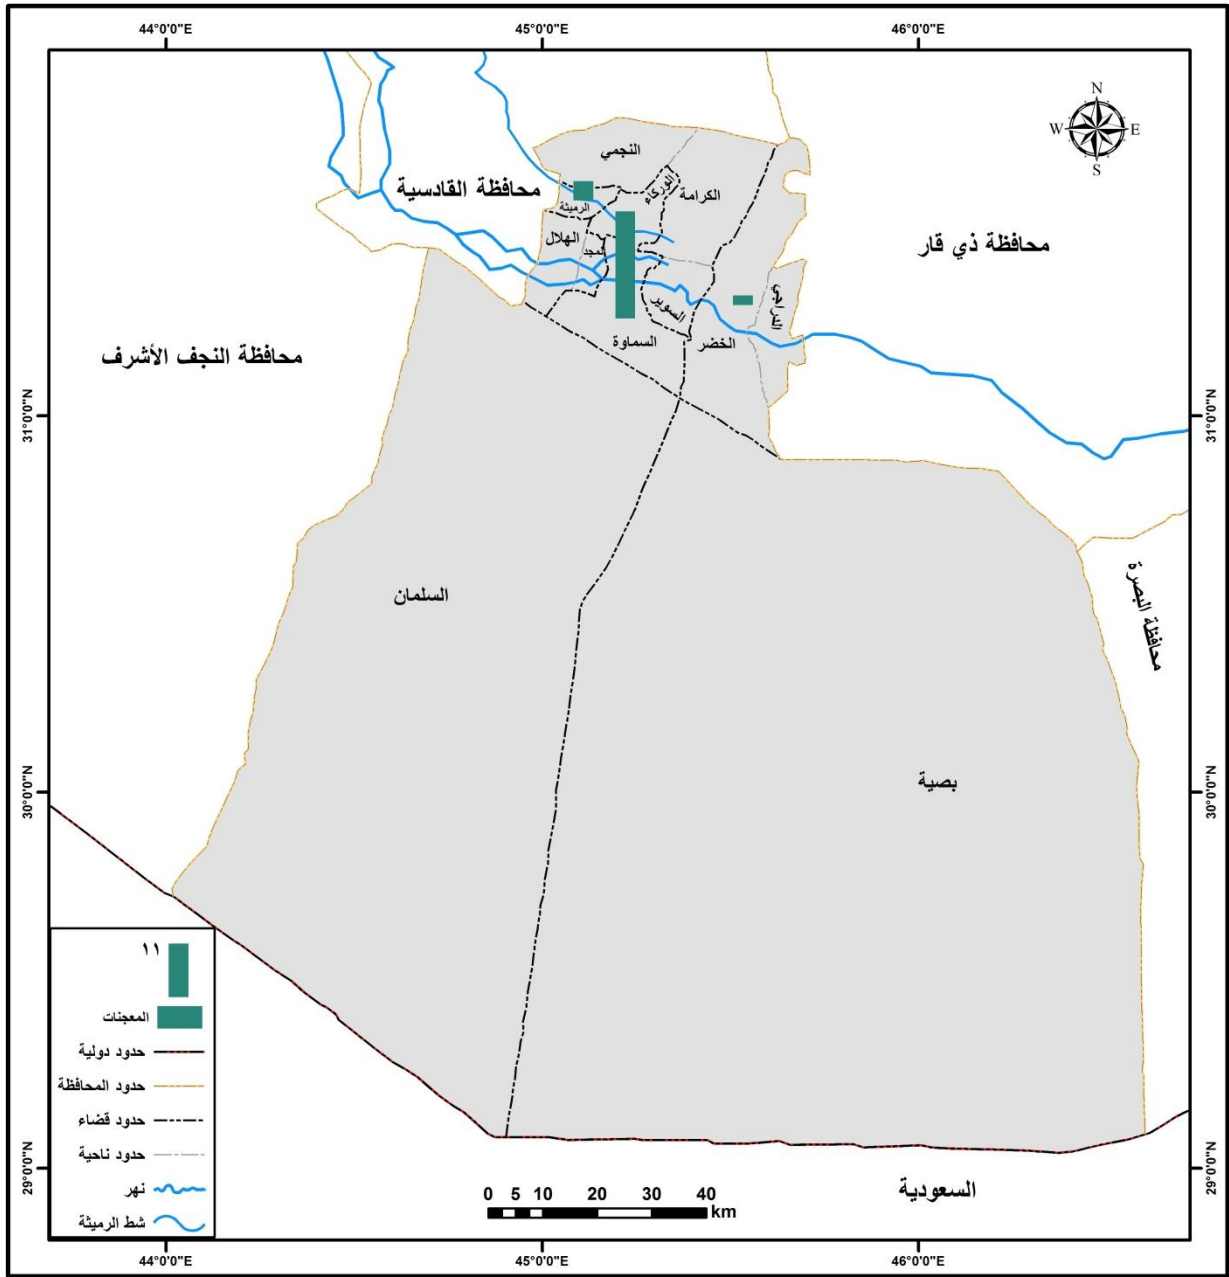 44°0'0"E 45°0'0"E 46°0'0"E
N
W E
S
النجمي
محافظة القادسية
الوركاء
الكرامة
الرميثة
الهلال
المجد
محافظة ذي قار
الدراجي
السوير
السماوة
الخضر
محافظة النجف الأشرف
31°0'0"N 31°0'0"N
السلمان
محافظة البصرة
بصية
30°0'0"N 30°0'0"N
١١
المعجنات
حدود دولية
حدود المحافظة
حدود قضاء
حدود ناحية
نهر
شط الرميثة
29°0'0"N 29°0'0"N
السعودية
0 5 10 20 30 40
km
44°0'0"E 45°0'0"E 46°0'0"E